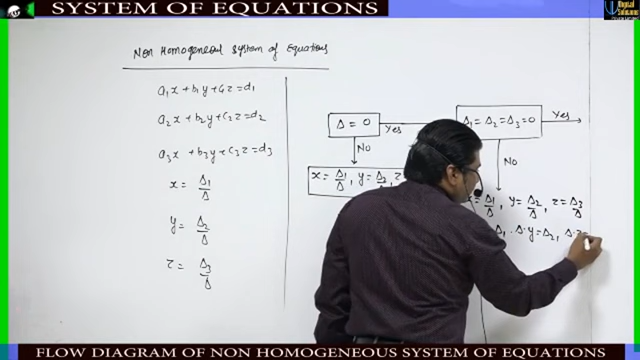 SYSTEM OF EQUATIONS
Digital
Non Homogeneous System of Equations
a₁x + b₁y + c₁z = d₁
a₂x + b₂y + c₂z = d₂
a₃x + b₃y + c₃z = d₃
x = Δ₁/Δ
y = Δ₂/Δ
z = Δ₃/Δ
Δ = 0
Yes
Δ₁ = Δ₂ = Δ₃ = 0
Yes
No
No
x = Δ₁/Δ, y = Δ₂/Δ, z
x = Δ₁/Δ, y = Δ₂/Δ, z = Δ₃/Δ
Δ₁, Δ·y = Δ₂, Δ·z =
FLOW DIAGRAM OF NON HOMOGENEOUS SYSTEM OF EQUATIONS